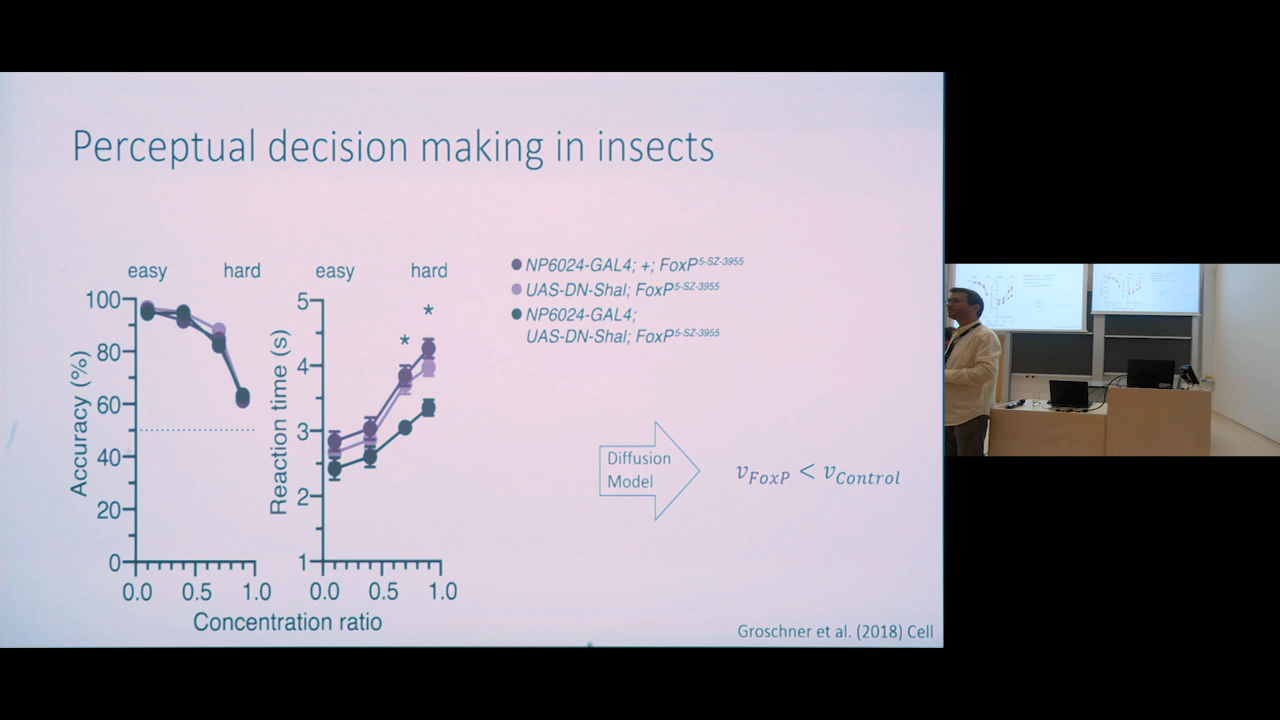 Perceptual decision making in insects
easy hard
100
80
60
40
20
0
Accuracy (%)
0.0 0.5 1.0
easy hard
5
4
3
2
1
Reaction time (s)
* *
0.0 0.5 1.0
Concentration ratio
NP6024-GAL4; +; FoxP5-SZ-3955
UAS-DN-Shal; FoxP5-SZ-3955
NP6024-GAL4;
UAS-DN-Shal; FoxP5-SZ-3955
Diffusion
Model
vFoxP < vControl
Groschner et al. (2018) Cell